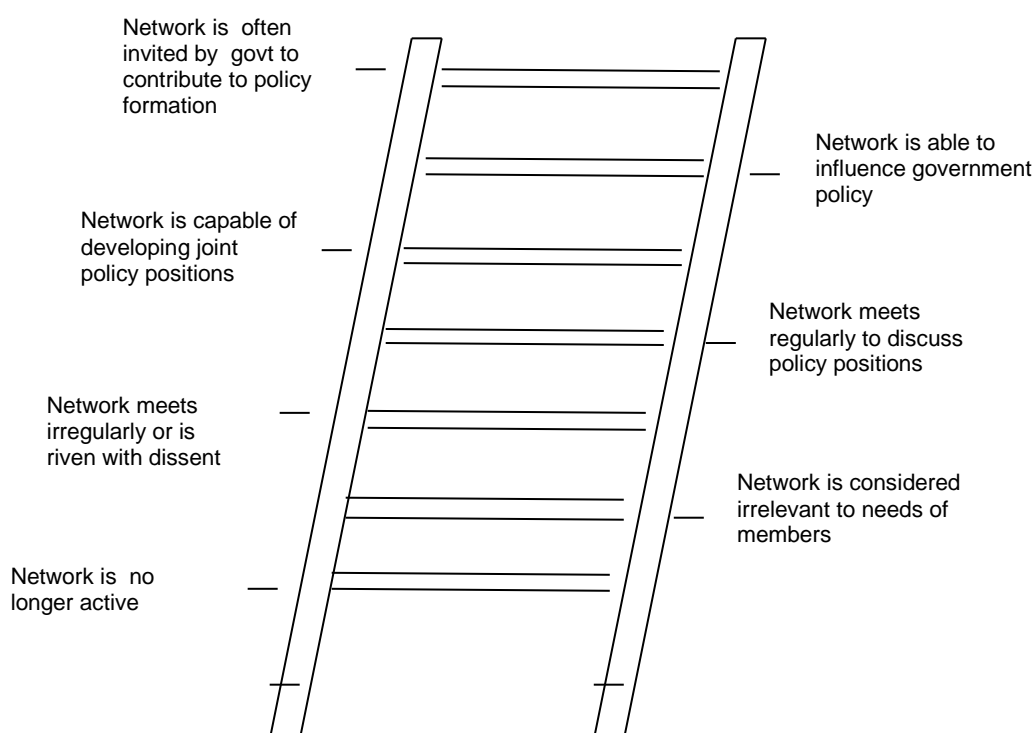 Network is often
invited by govt to
contribute to policy
formation
Network is able to
influence government
policy
Network is capable of
developing joint
policy positions
Network meets
regularly to discuss
policy positions
Network meets
irregularly or is
riven with dissent
Network is considered
irrelevant to needs of
members
Network is no
longer active